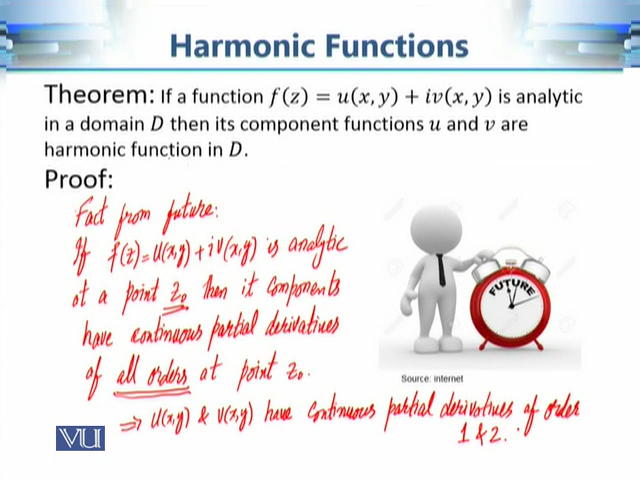 Harmonic Functions
Theorem: If a function f(z) = u(x, y) + iv(x, y) is analytic
in a domain D then its component functions u and v are
harmonic function in D.
Proof:
Fact from future:
If f(z) = u(x,y) + i v(x,y) is analytic
at a point z₀ then it components
have continuous partial derivatives
of all orders at point z₀.
⇒ u(x,y) & v(x,y) have continuous partial derivatives of order
1 & 2.
FUTURE
Source: internet
VU